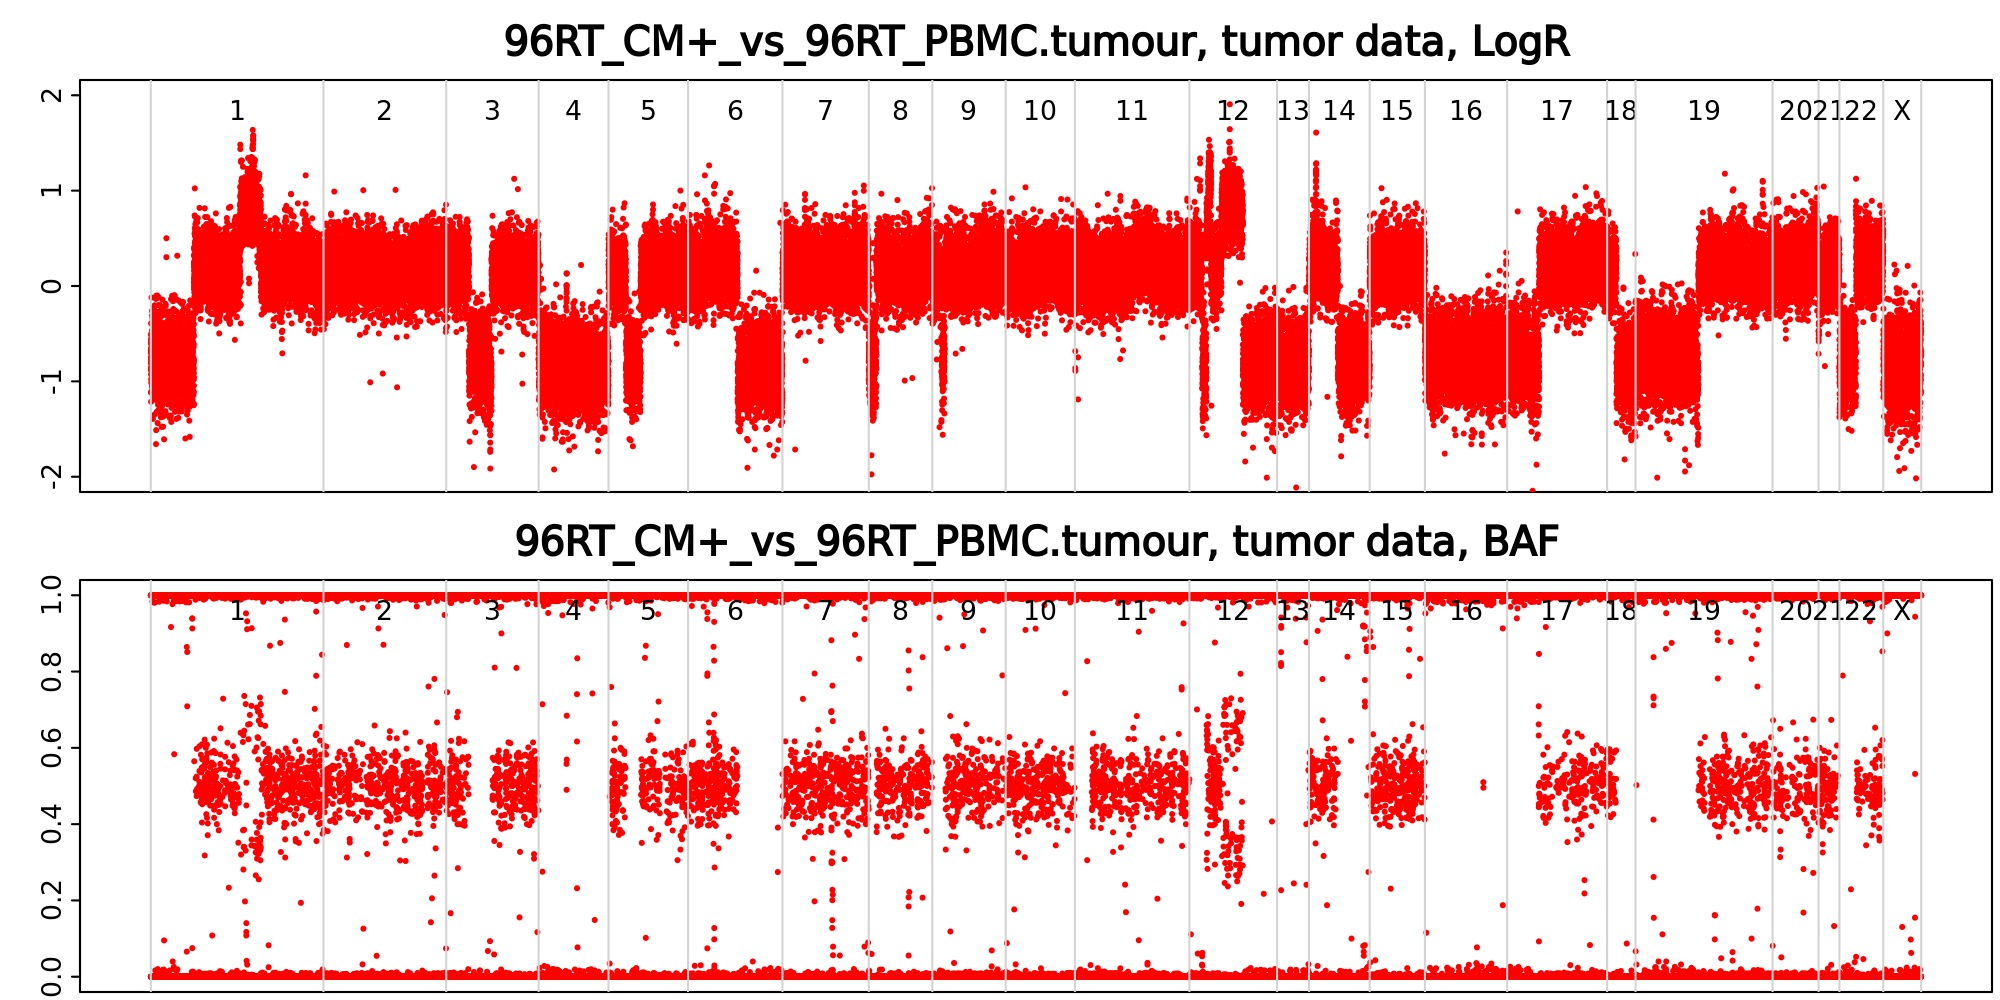 96RT_CM+_vs_96RT_PBMC.tumour, tumor data, LogR
2
1
0
-1
-2
1 2 3 4 5 6 7 8 9 10 11 12 13 14 15 16 17 18 19 20 21 22 X
96RT_CM+_vs_96RT_PBMC.tumour, tumor data, BAF
1.0
0.8
0.6
0.4
0.2
0.0
1 2 3 4 5 6 7 8 9 10 11 12 13 14 15 16 17 18 19 20 21 22 X